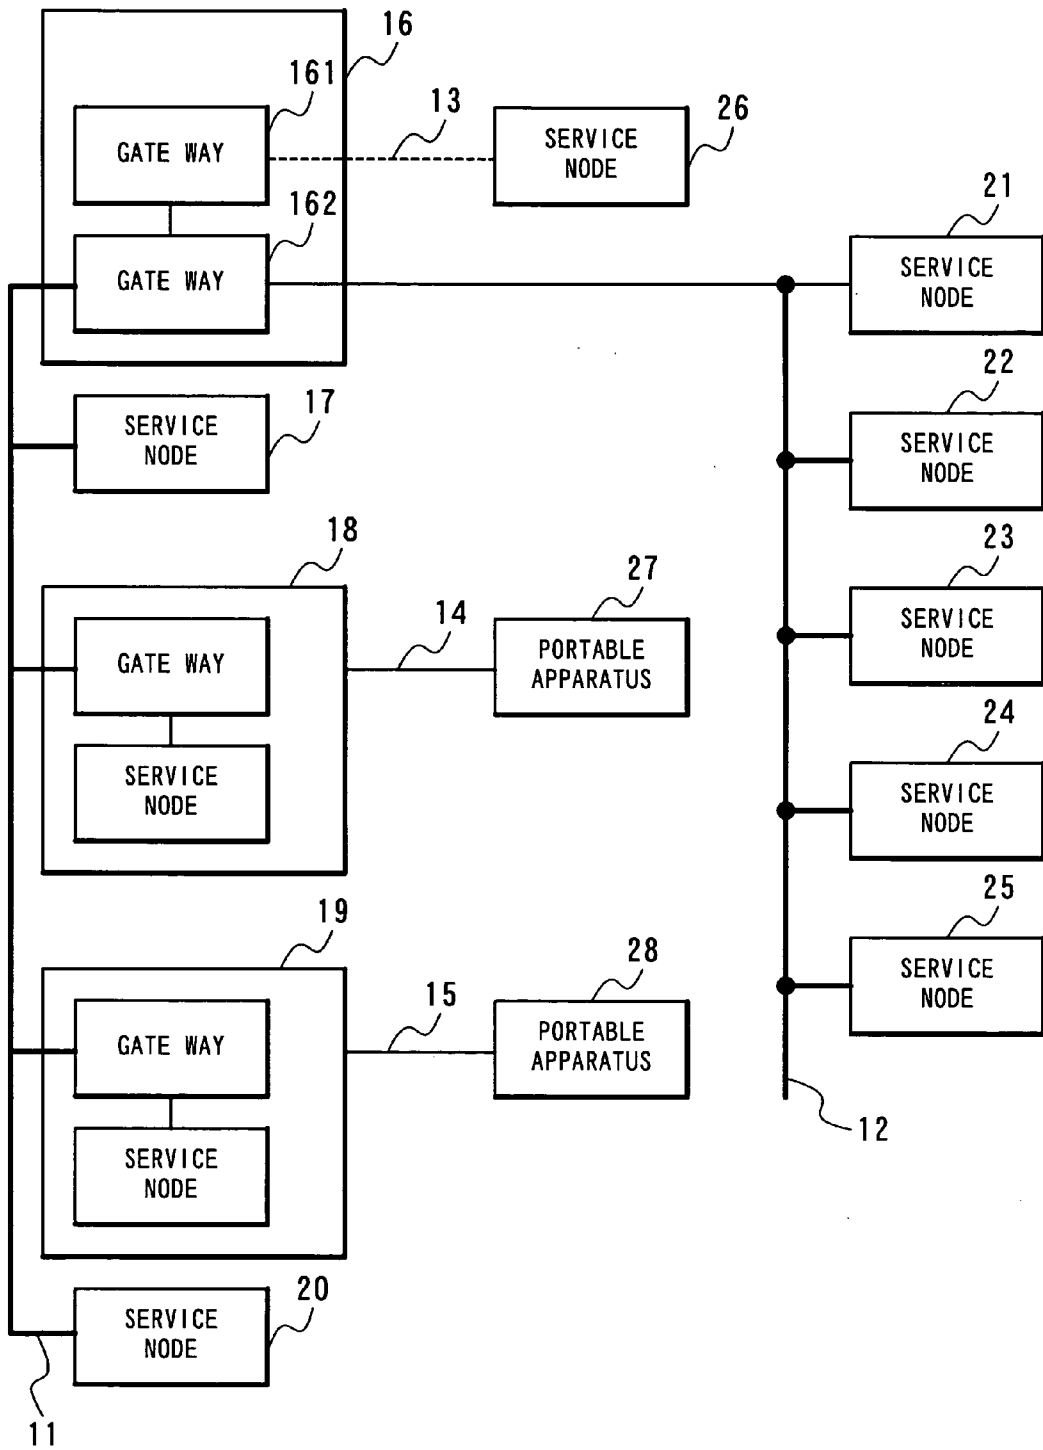 16
161
GATE WAY
13
SERVICE
NODE
26
162
GATE WAY
21
SERVICE
NODE
17
SERVICE
NODE
22
SERVICE
NODE
18
GATE WAY
SERVICE
NODE
14
27
PORTABLE
APPARATUS
23
SERVICE
NODE
24
SERVICE
NODE
19
GATE WAY
SERVICE
NODE
15
28
PORTABLE
APPARATUS
25
SERVICE
NODE
12
20
SERVICE
NODE
11